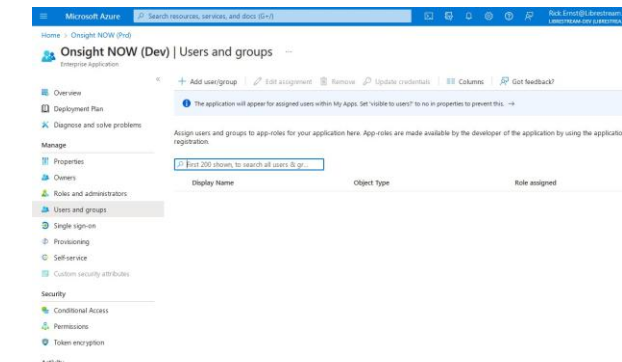 Microsoft Azure
Search resources, services, and docs (G+/)
Rick.Ernst@Librestream
Home > Onsight NOW (Prd)
Onsight NOW (Dev) | Users and groups
Enterprise Application
Add user/group
Edit assignment
Remove
Update credentials
Columns
Got feedback?
The application will appear for assigned users within My Apps. Set 'visible to users?' to no in properties to prevent this.
Assign users and groups to app-roles for your application here. App-roles are made available by the developer of the application by using the applicatio
registration.
First 200 shown, to search all users & gr...
Display Name
Object Type
Role assigned
Overview
Deployment Plan
Diagnose and solve problems
Manage
Properties
Owners
Roles and administrators
Users and groups
Single sign-on
Provisioning
Self-service
Custom security attributes
Security
Conditional Access
Permissions
Token encryption